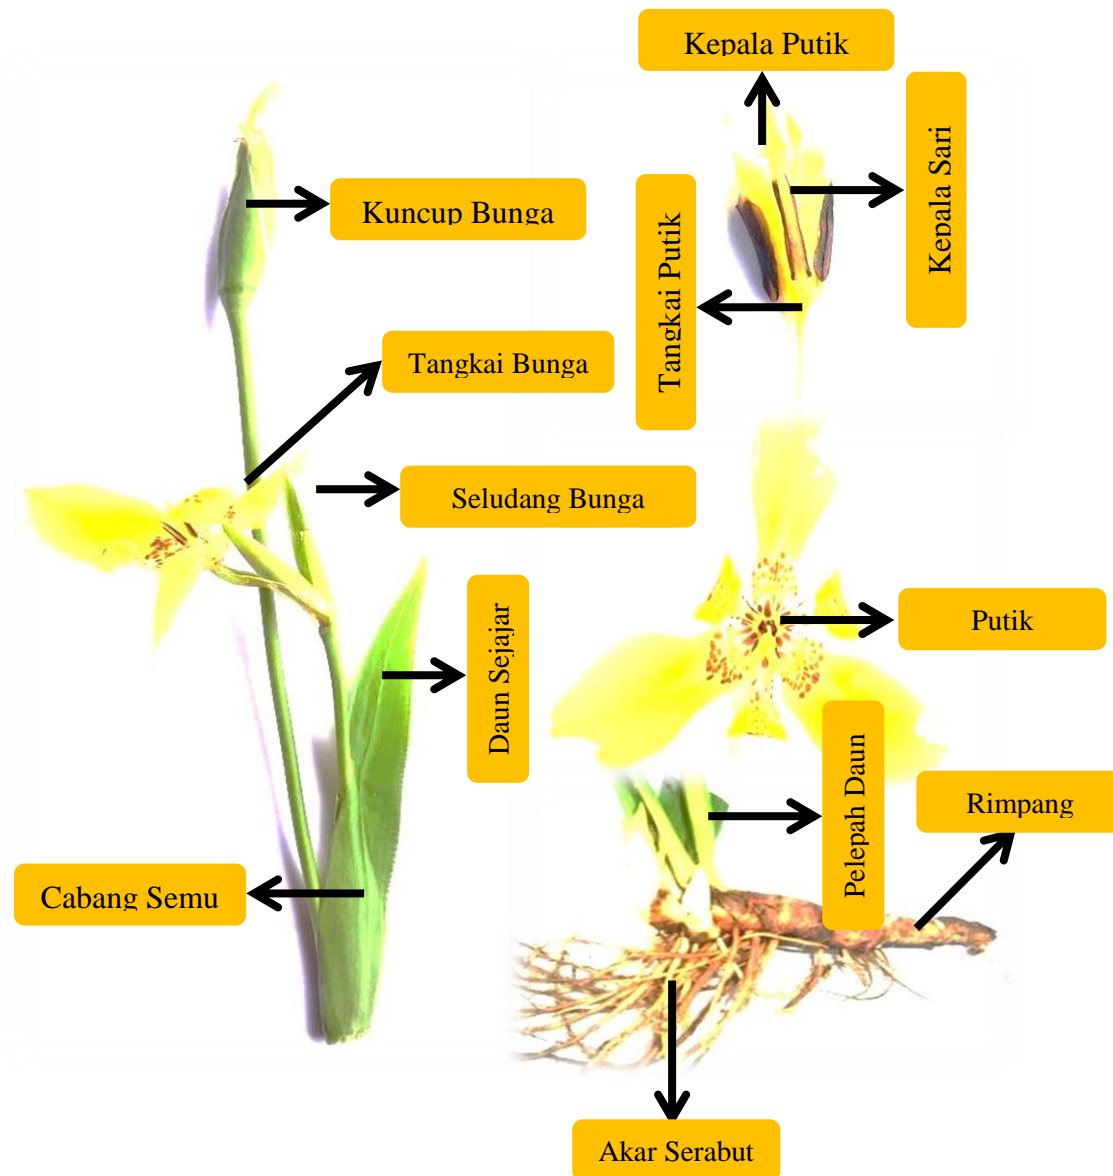 Kepala Putik
Kepala Sari
Kuncup Bunga
Tangkai Putik
Tangkai Bunga
Seludang Bunga
Daun Sejajar
Putik
Pelepah Daun
Rimpang
Cabang Semu
Akar Serabut